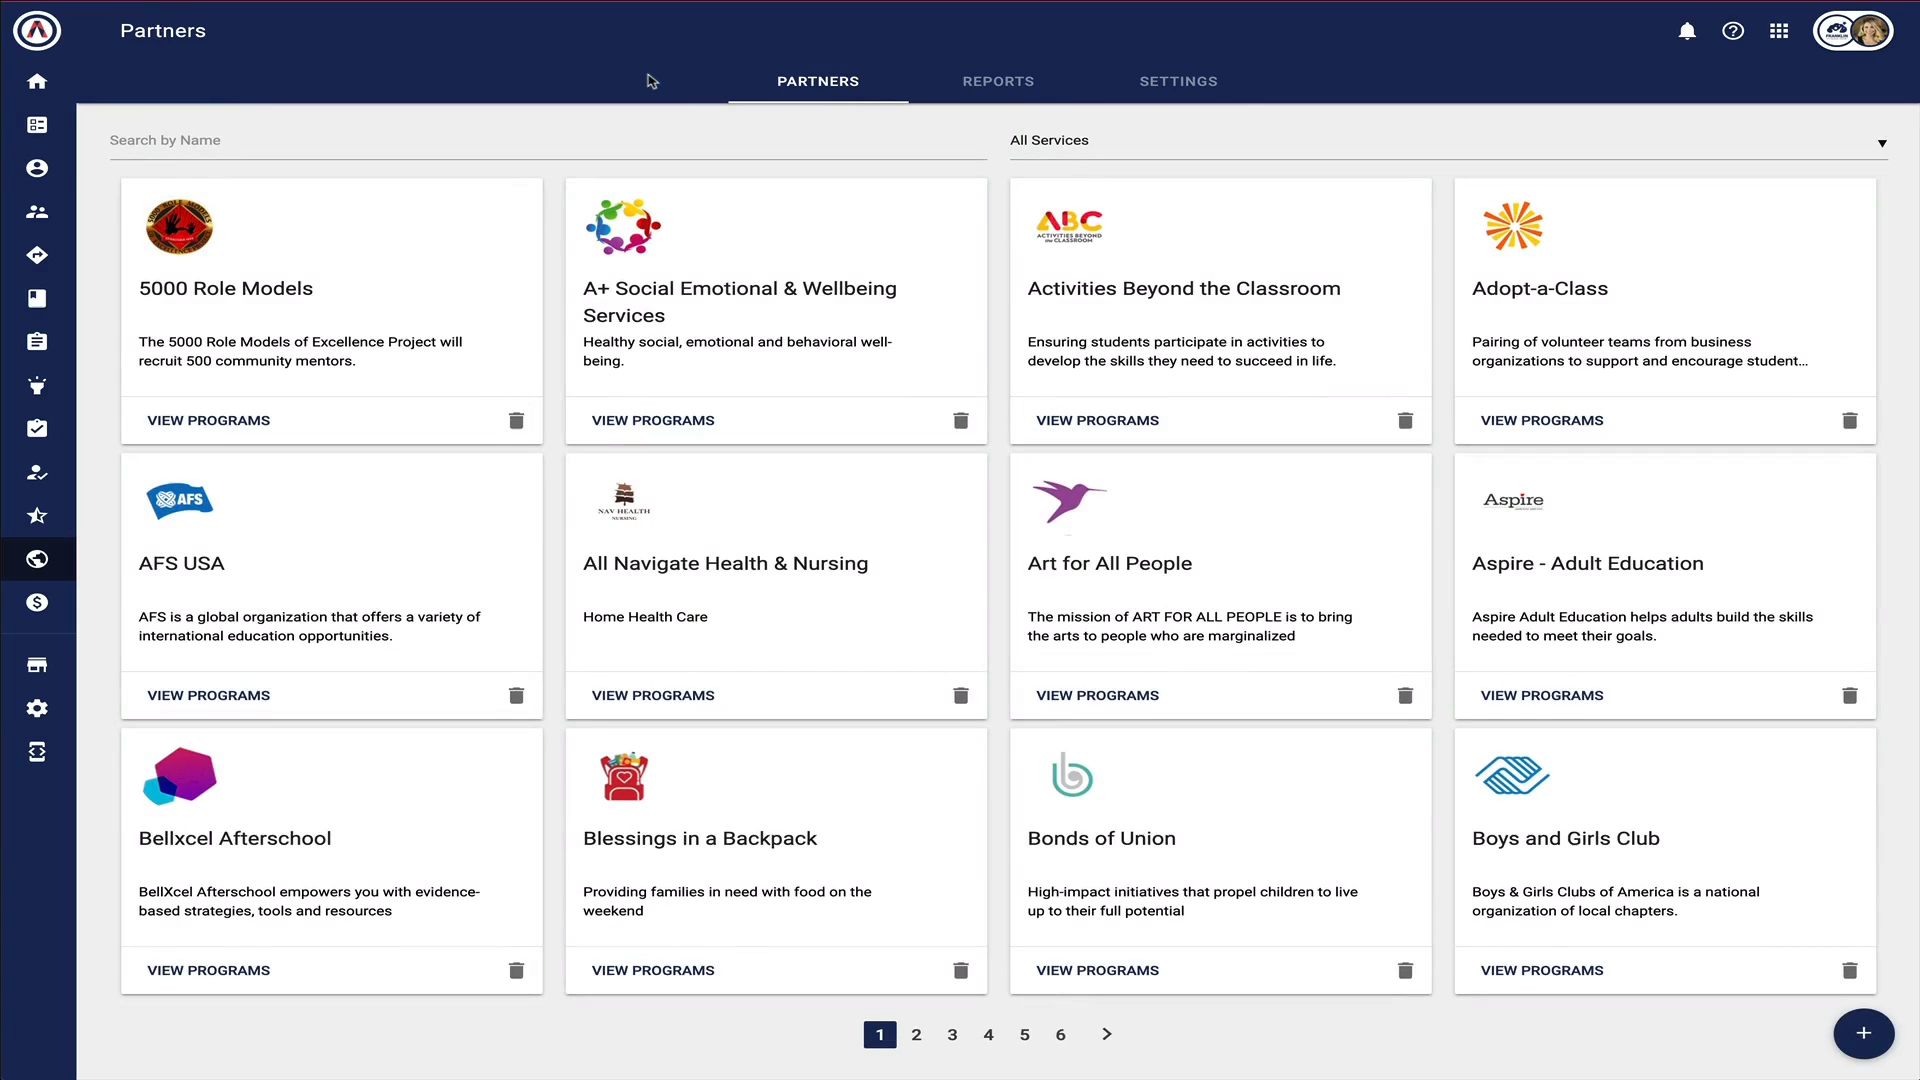 Partners
PARTNERS
REPORTS
SETTINGS
Search by Name
All Services
5000 Role Models
The 5000 Role Models of Excellence Project will
recruit 500 community mentors.
VIEW PROGRAMS
A+ Social Emotional & Wellbeing
Services
Healthy social, emotional and behavioral well-
being.
VIEW PROGRAMS
ABC
ACTIVITIES BEYOND
the CLASSROOM
Activities Beyond the Classroom
Ensuring students participate in activities to
develop the skills they need to succeed in life.
VIEW PROGRAMS
Adopt-a-Class
Pairing of volunteer teams from business
organizations to support and encourage student...
VIEW PROGRAMS
AFS
AFS USA
AFS is a global organization that offers a variety of
international education opportunities.
VIEW PROGRAMS
NAV HEALTH
NURSING
All Navigate Health & Nursing
Home Health Care
VIEW PROGRAMS
Art for All People
The mission of ART FOR ALL PEOPLE is to bring
the arts to people who are marginalized
VIEW PROGRAMS
Aspire
Aspire - Adult Education
Aspire Adult Education helps adults build the skills
needed to meet their goals.
VIEW PROGRAMS
Bellxcel Afterschool
BellXcel Afterschool empowers you with evidence-
based strategies, tools and resources
VIEW PROGRAMS
Blessings in a Backpack
Providing families in need with food on the
weekend
VIEW PROGRAMS
Bonds of Union
High-impact initiatives that propel children to live
up to their full potential
VIEW PROGRAMS
Boys and Girls Club
Boys & Girls Clubs of America is a national
organization of local chapters.
VIEW PROGRAMS
1 2 3 4 5 6